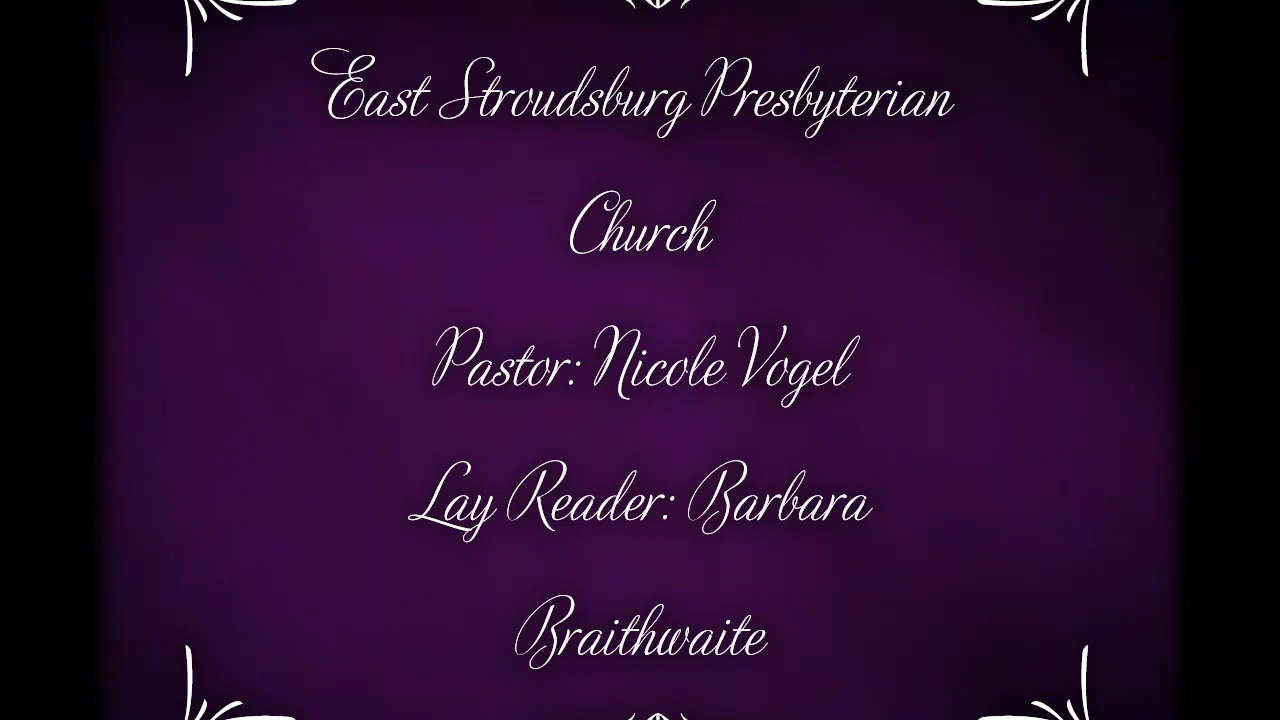 East Stroudsburg Presbyterian
Church
Pastor: Nicole Vogel
Lay Reader: Barbara
Braithwaite